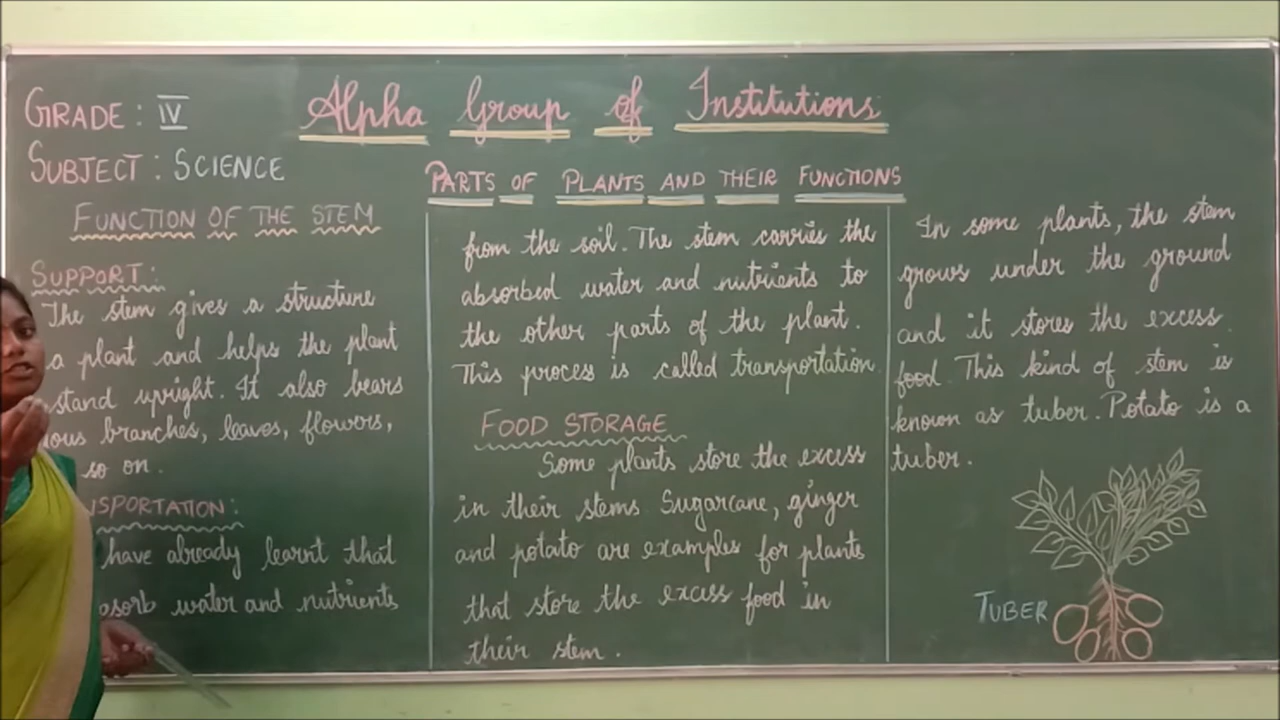 GRADE : IV
Alpha Group of Institutions
SUBJECT : SCIENCE
PARTS OF PLANTS AND THEIR FUNCTIONS
FUNCTION OF THE STEM
SUPPORT :
The stem gives a structure
a plant and helps the plant
stand upright. It also bears
branches, leaves, flowers,
so on.
have already learnt that
water and nutrients
from the soil. The stem carries the
absorbed water and nutrients to
the other parts of the plant.
This process is called transportation.
FOOD STORAGE
Some plants store the excess
in their stems. Sugarcane, ginger
and potato are examples for plants
that store the excess food in
their stem.
In some plants, the stem
grows under the ground
and it stores the excess
food. This kind of stem is
known as tuber. Potato is a
tuber.
TUBER